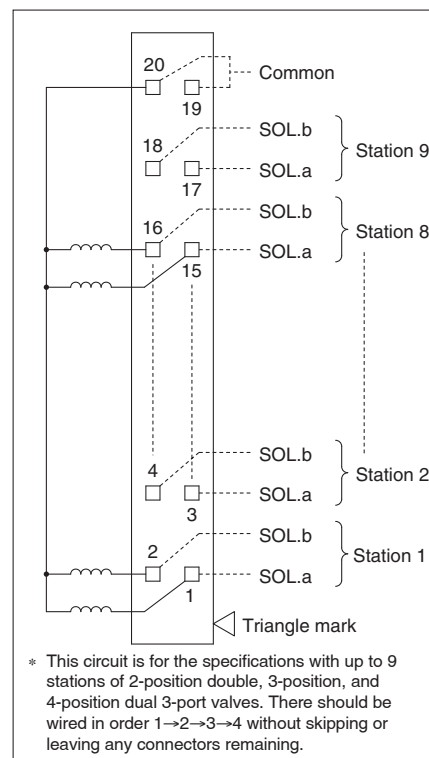 20
Common
19
SOL.b
18
Station 9
SOL.a
17
SOL.b
16
Station 8
SOL.a
15
SOL.b
4
Station 2
SOL.a
3
SOL.b
2
Station 1
SOL.a
1
Triangle mark
* This circuit is for the specifications with up to 9
stations of 2-position double, 3-position, and
4-position dual 3-port valves. There should be
wired in order 1→2→3→4 without skipping or
leaving any connectors remaining.